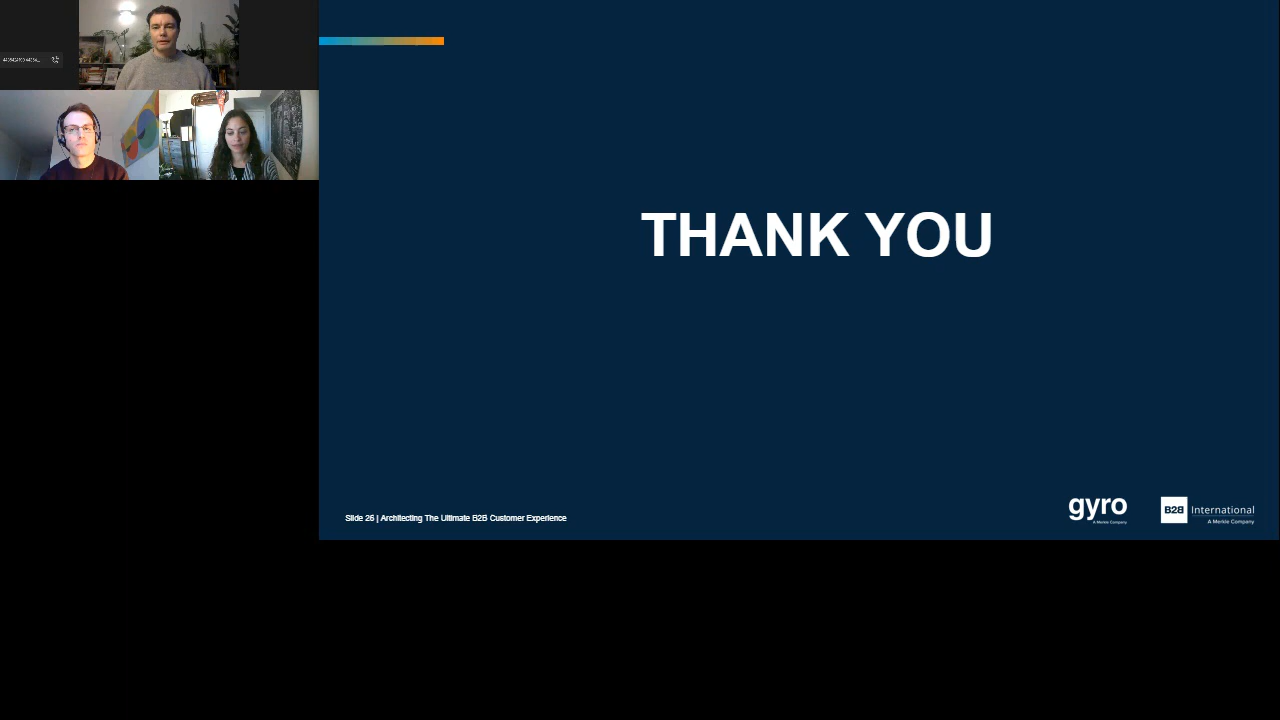 THANK YOU
Slide 26 | Architecting The Ultimate B2B Customer Experience
gyro
A Merkle Company
B2B International
A Merkle Company